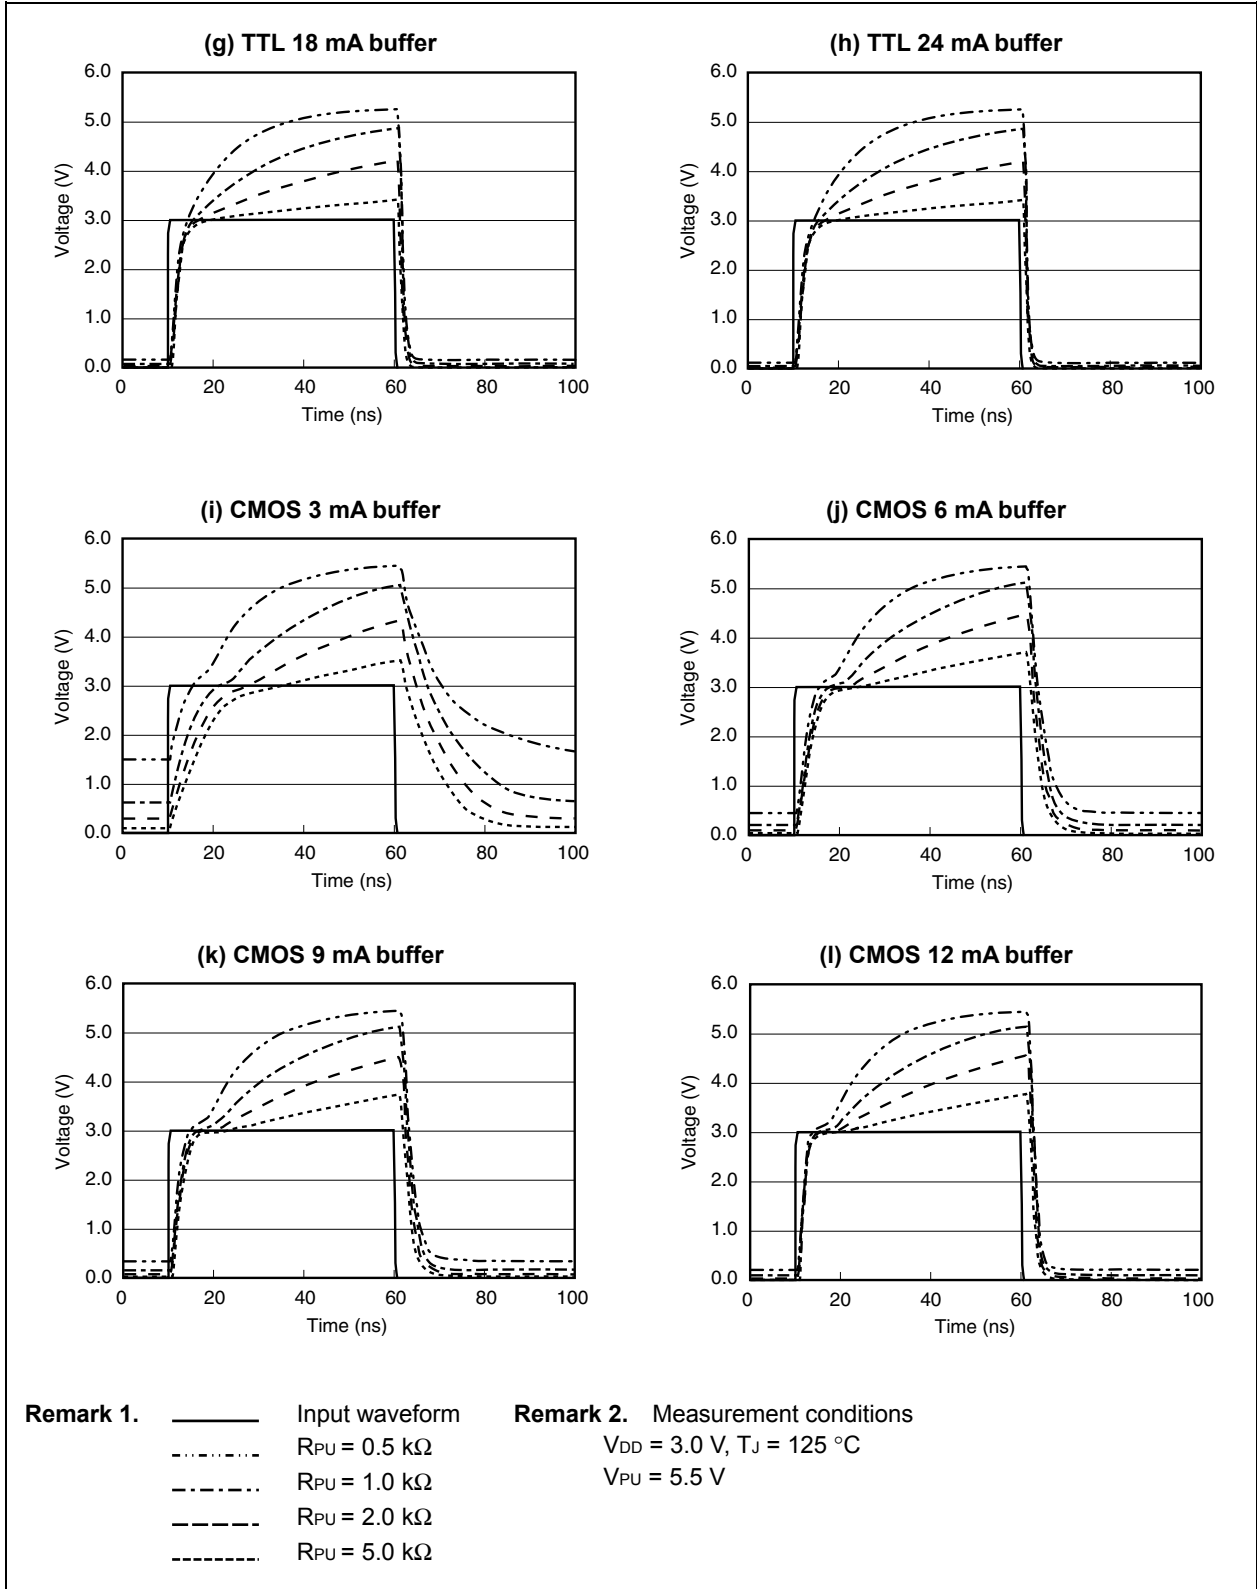 (g) TTL 18 mA buffer
6.0
5.0
4.0
3.0
2.0
1.0
0.0
Voltage (V)
0 20 40 60 80 100
Time (ns)
(h) TTL 24 mA buffer
6.0
5.0
4.0
3.0
2.0
1.0
0.0
Voltage (V)
0 20 40 60 80 100
Time (ns)
(i) CMOS 3 mA buffer
6.0
5.0
4.0
3.0
2.0
1.0
0.0
Voltage (V)
0 20 40 60 80 100
Time (ns)
(j) CMOS 6 mA buffer
6.0
5.0
4.0
3.0
2.0
1.0
0.0
Voltage (V)
0 20 40 60 80 100
Time (ns)
(k) CMOS 9 mA buffer
6.0
5.0
4.0
3.0
2.0
1.0
0.0
Voltage (V)
0 20 40 60 80 100
Time (ns)
(l) CMOS 12 mA buffer
6.0
5.0
4.0
3.0
2.0
1.0
0.0
Voltage (V)
0 20 40 60 80 100
Time (ns)
Remark 1. Input waveform
RPU = 0.5 kΩ
RPU = 1.0 kΩ
RPU = 2.0 kΩ
RPU = 5.0 kΩ
Remark 2. Measurement conditions
VDD = 3.0 V, TJ = 125 °C
VPU = 5.5 V